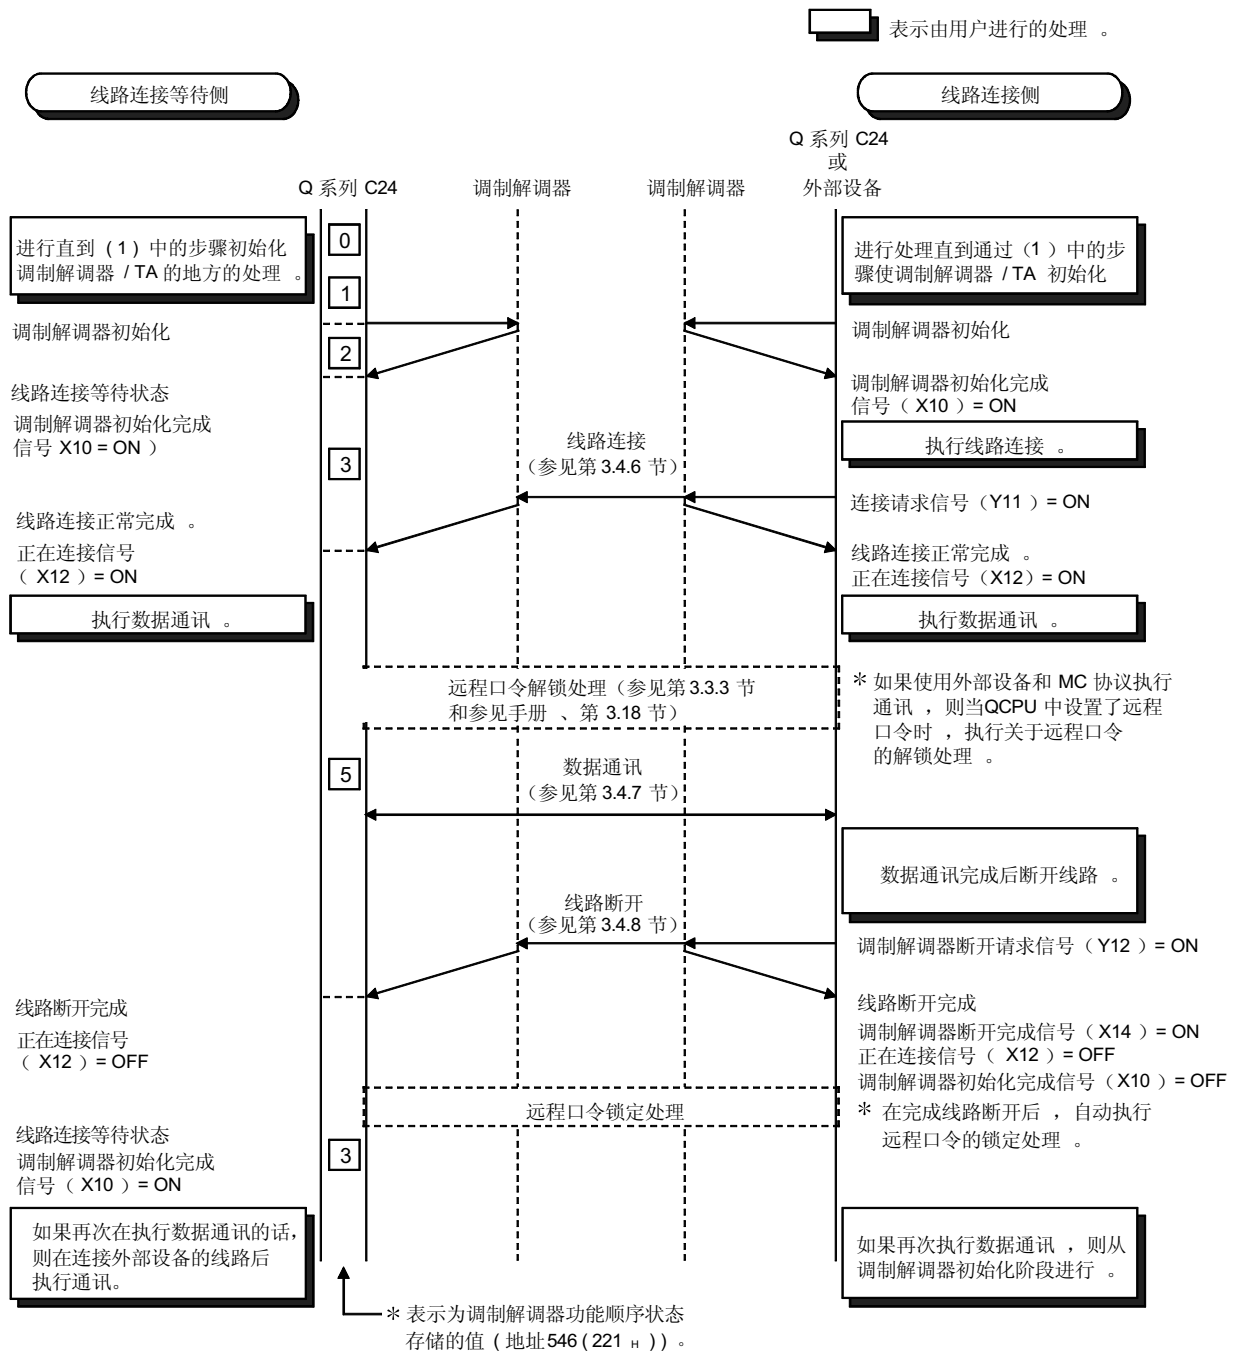 表示由用户进行的处理 。
线路连接等待侧
线路连接侧
Q 系列 C24
或
外部设备
Q 系列 C24
调制解调器
调制解调器
进行直到 (1) 中的步骤初始化
调制解调器 / TA 的地方的处理 。
0
进行处理直到通过（1 ）中的步
骤使调制解调器 / TA 初始化
1
调制解调器初始化
调制解调器初始化
2
线路连接等待状态
调制解调器初始化完成
信号 X10 = ON ）
调制解调器初始化完成
信号（ X10 ）= ON
执行线路连接 。
3
线路连接
（参见第 3.4.6 节）
连接请求信号（Y11 ）= ON
线路连接正常完成 。
正在连接信号
（ X12 ）= ON
线路连接正常完成 。
正在连接信号（X12）= ON
执行数据通讯 。
执行数据通讯 。
远程口令解锁处理（参见第3.3.3 节
和参见手册 、第 3.18 节）
＊ 如果使用外部设备和 MC 协议执行
通讯 ，则当QCPU 中设置了远程
口令时 ，执行关于远程口令
的解锁处理 。
5
数据通讯
（参见第 3.4.7 节）
数据通讯完成后断开线路 。
线路断开
（参见第 3.4.8 节）
调制解调器断开请求信号（ Y12 ）= ON
线路断开完成
正在连接信号
（ X12 ）= OFF
线路断开完成
调制解调器断开完成信号（ X14 ）= ON
正在连接信号（ X12 ）= OFF
调制解调器初始化完成信号（X10 ）= OFF
远程口令锁定处理
＊ 在完成线路断开后 ，自动执行
远程口令的锁定处理 。
线路连接等待状态
调制解调器初始化完成
信号（ X10 ）= ON
3
如果再次在执行数据通讯的话，
则在连接外部设备的线路后
执行通讯。
如果再次执行数据通讯 ，则从
调制解调器初始化阶段进行 。
＊ 表示为调制解调器功能顺序状态
存储的值 ( 地址546 ( 221 H ) ) 。